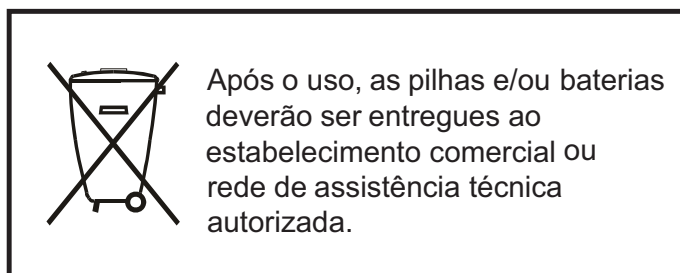 Após o uso, as pilhas e/ou baterias
deverão ser entregues ao
estabelecimento comercial ou
rede de assistência técnica
autorizada.